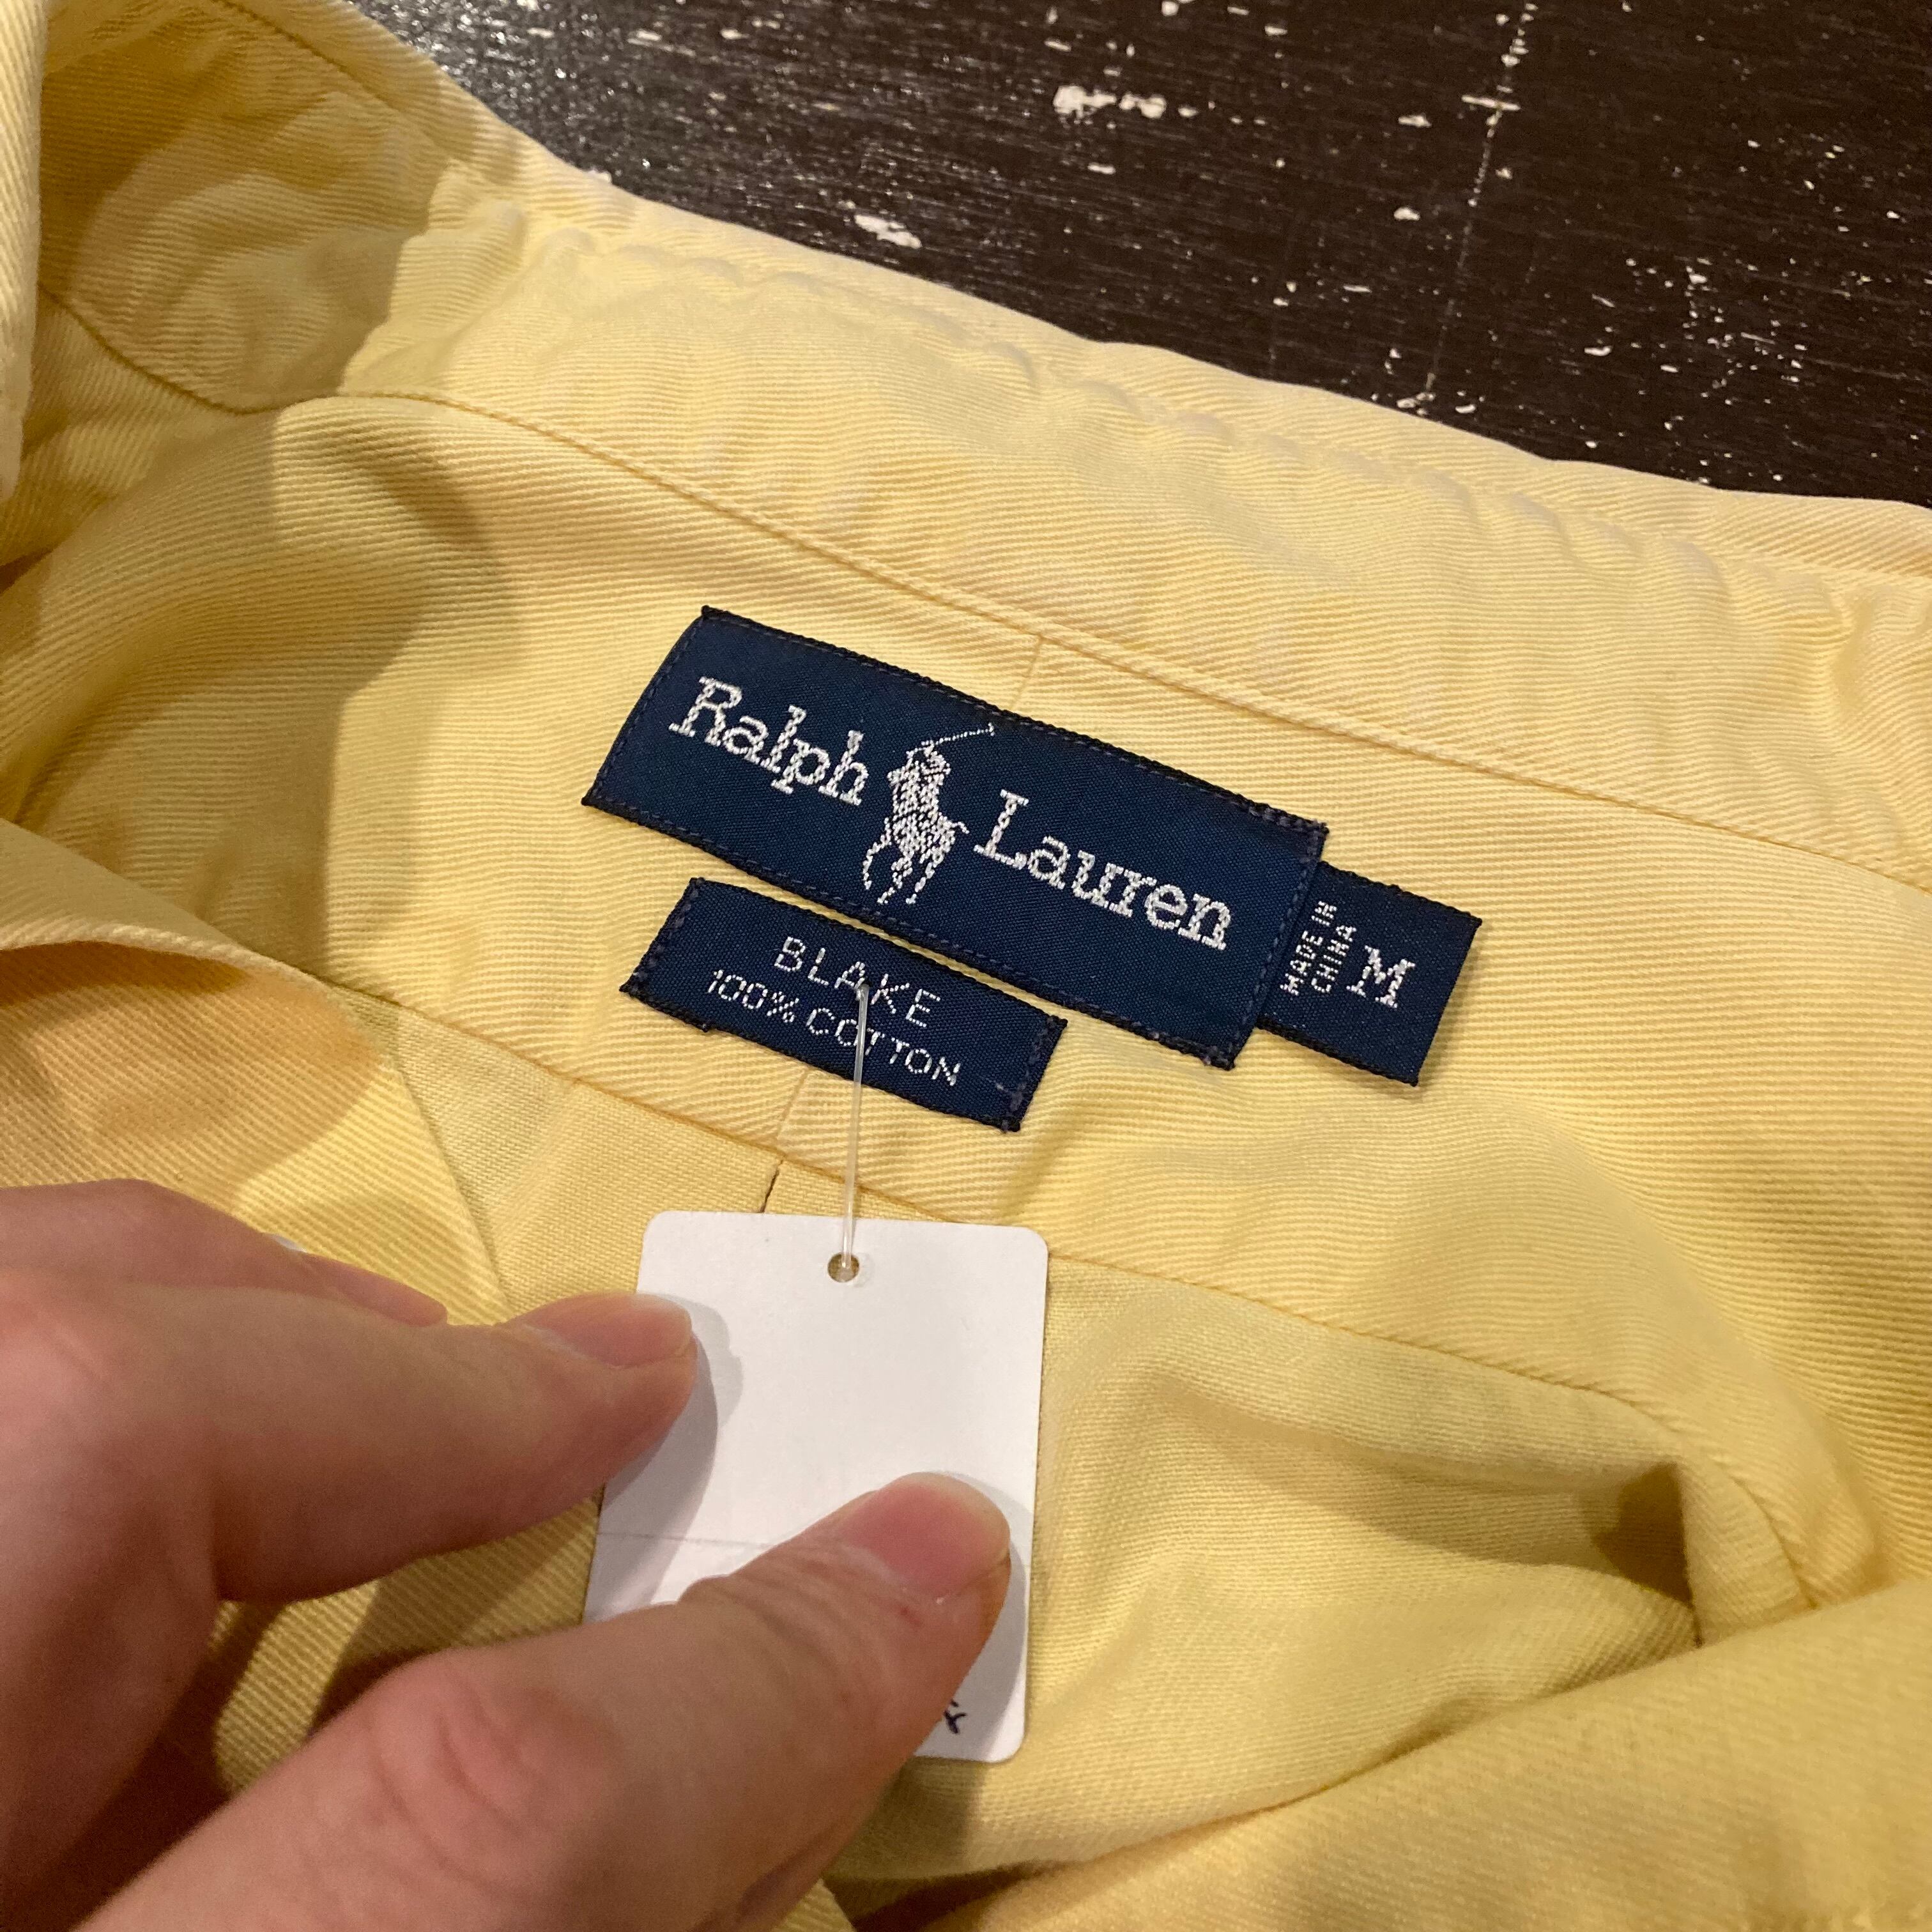 Ralph Lauren
MADE IN
CHINA
M
BLAKE
100% COTTON